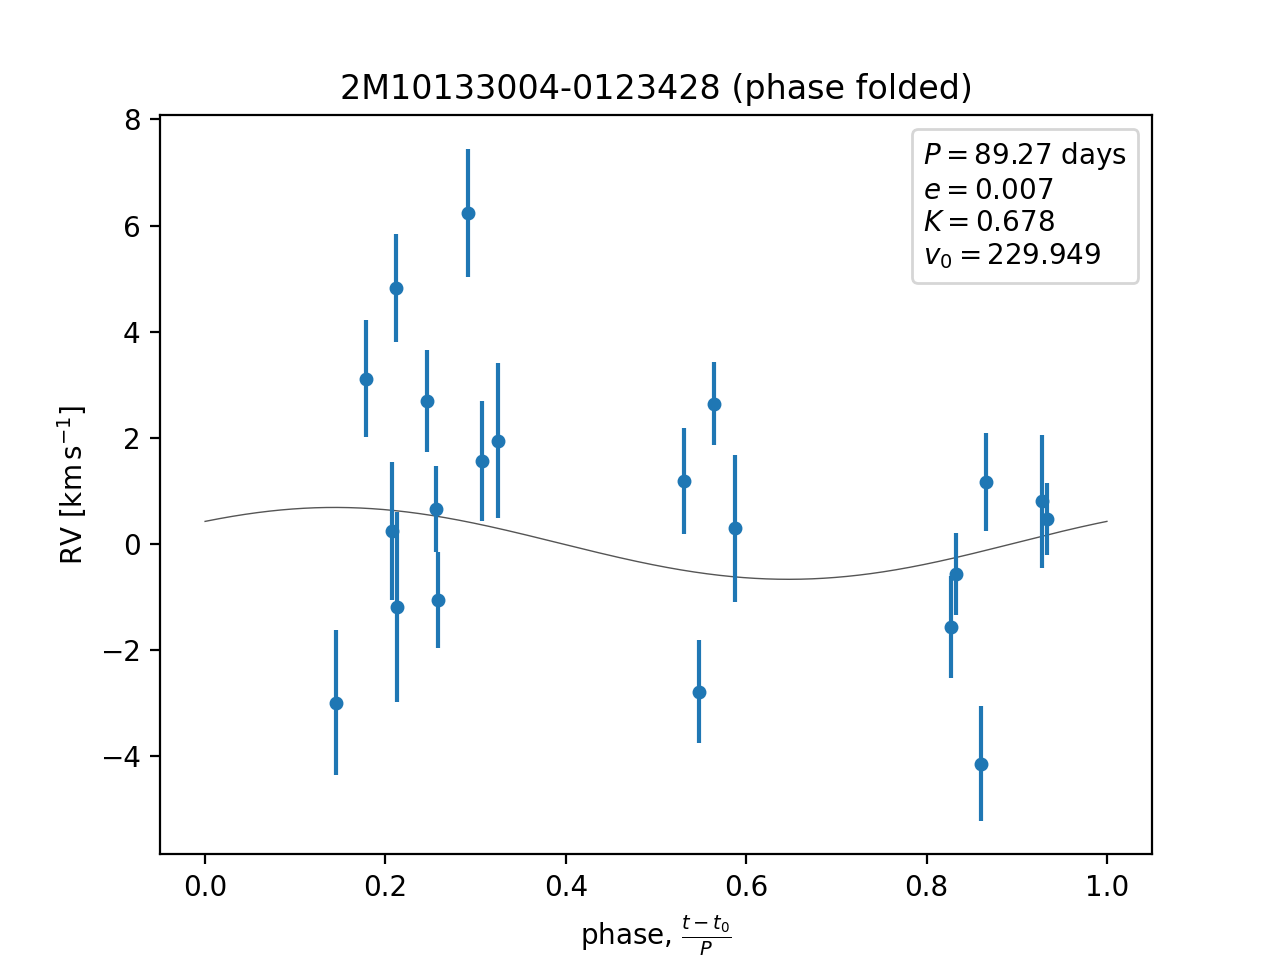 2M10133004-0123428 (phase folded)
P = 89.27 days
e = 0.007
K = 0.678
v₀ = 229.949
RV [km s⁻¹]
8
6
4
2
0
−2
−4
0.0 0.2 0.4 0.6 0.8 1.0
phase, (t − t₀)/P